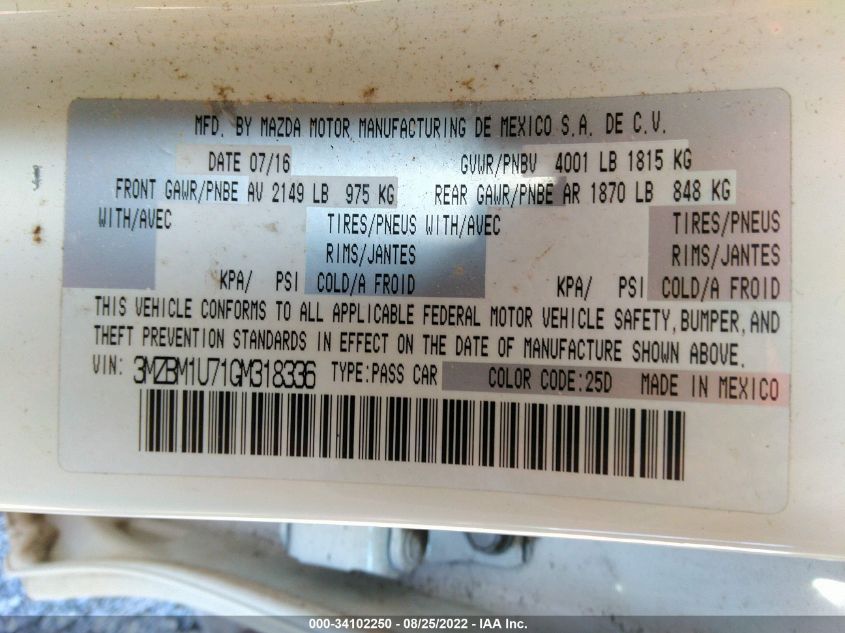 MFD. BY MAZDA MOTOR MANUFACTURING DE MEXICO S.A. DE C.V.
DATE 07/16 GVWR/PNBV 4001 LB 1815 KG
FRONT GAWR/PNBE AV 2149 LB 975 KG REAR GAWR/PNBE AR 1870 LB 848 KG
WITH/AVEC TIRES/PNEUS WITH/AVEC TIRES/PNEUS
RIMS/JANTES RIMS/JANTES
KPA/ PSI COLD/A FROID KPA/ PSI COLD/A FROID
THIS VEHICLE CONFORMS TO ALL APPLICABLE FEDERAL MOTOR VEHICLE SAFETY, BUMPER, AND
THEFT PREVENTION STANDARDS IN EFFECT ON THE DATE OF MANUFACTURE SHOWN ABOVE.
VIN: 3MZBM1U71GM318336 TYPE:PASS CAR COLOR CODE:25D MADE IN MEXICO
000-34102250 - 08/25/2022 - IAA Inc.